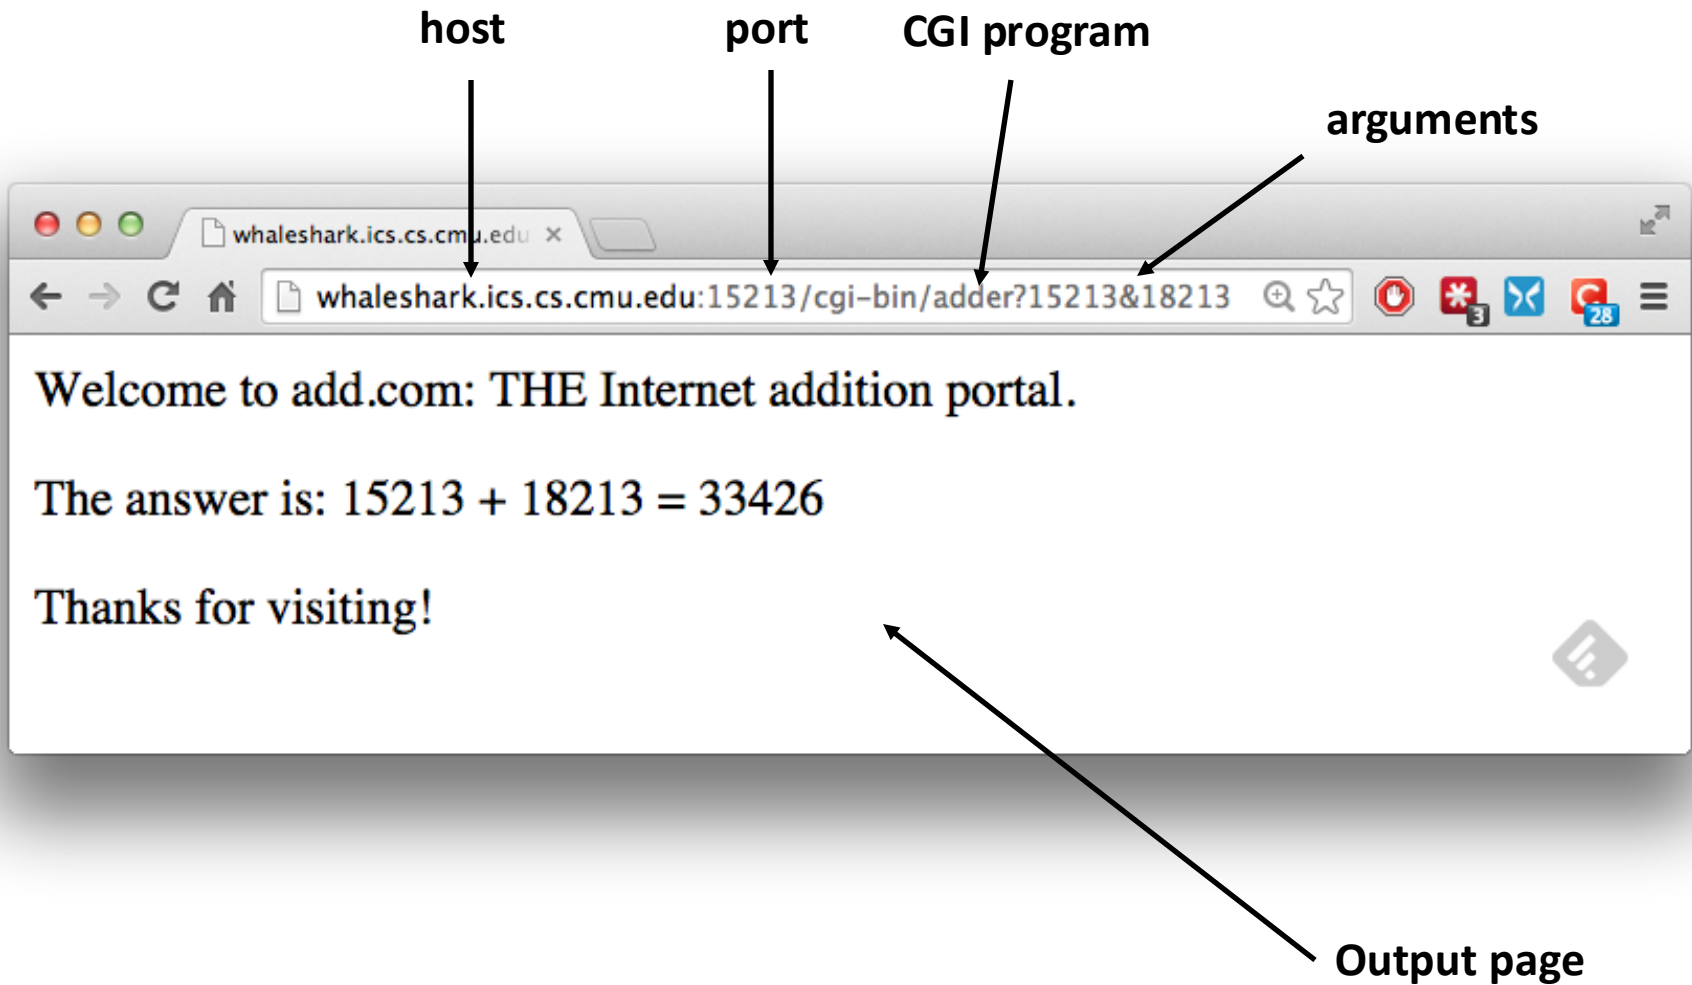 host
port
CGI program
arguments
whaleshark.ics.cs.cmu.edu
whaleshark.ics.cs.cmu.edu:15213/cgi-bin/adder?15213&18213
3
28
Welcome to add.com: THE Internet addition portal.
The answer is: 15213 + 18213 = 33426
Thanks for visiting!
Output page